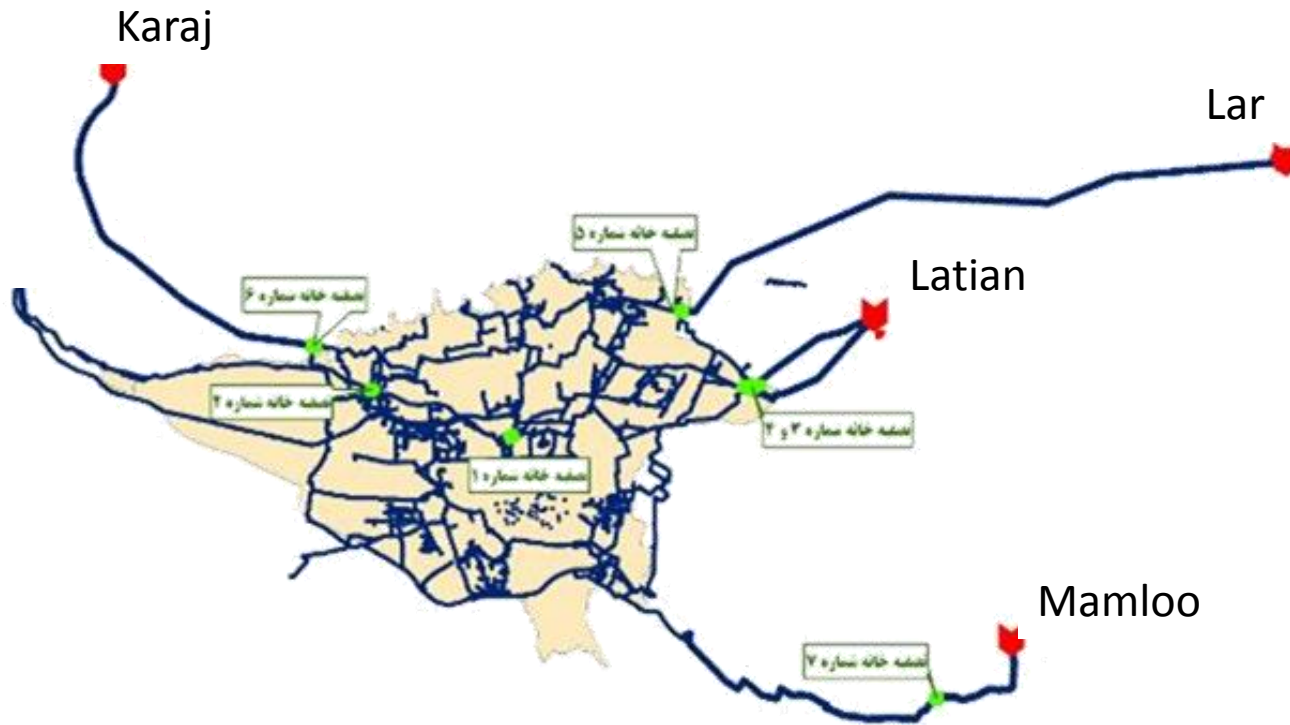 Karaj
Lar
تصفیه خانه شماره ۵
Latian
تصفیه خانه شماره ۶
تصفیه خانه شماره ۲
تصفیه خانه شماره ۳ و ۴
تصفیه خانه شماره ۱
Mamloo
تصفیه خانه شماره ۷